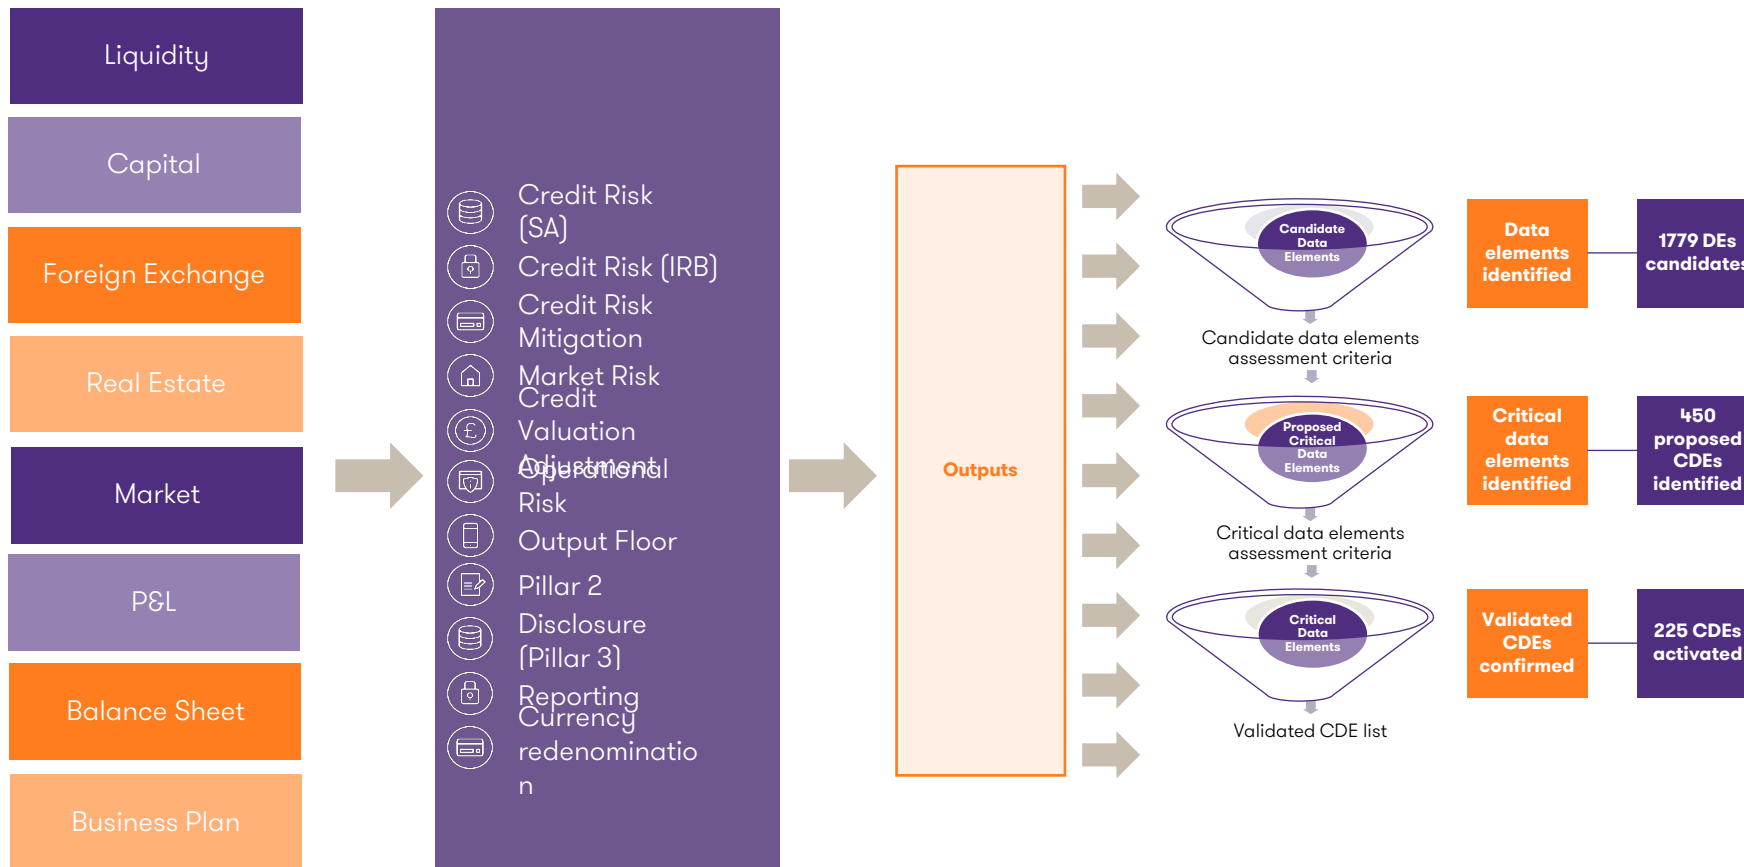 Liquidity
Capital
Foreign Exchange
Real Estate
Market
P&L
Balance Sheet
Business Plan
Credit Risk
(SA)
Credit Risk (IRB)
Credit Risk
Mitigation
Market Risk
Credit
Valuation
Adjustment
Operational
Risk
Output Floor
Pillar 2
Disclosure
(Pillar 3)
Reporting
Currency
redenominatio
n
Outputs
Candidate
Data
Elements
Candidate data elements
assessment criteria
Proposed
Critical
Data
Elements
Critical data elements
assessment criteria
Critical
Data
Elements
Validated CDE list
Data
elements
identified
1779 DEs
candidates
Critical
data
elements
identified
450
proposed
CDEs
identified
Validated
CDEs
confirmed
225 CDEs
activated